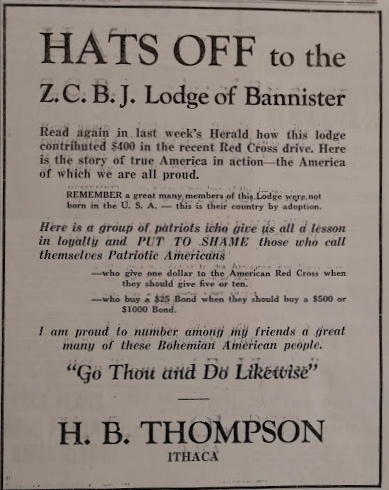 HATS OFF to the
Z. C. B. J. Lodge of Bannister
Read again in last week's Herald how this lodge
contributed $400 in the recent Red Cross drive. Here
is the story of true America in action—the America
of which we are all proud.
REMEMBER a great many members of this Lodge were not
born in the U. S. A. — this is their country by adoption.
Here is a group of patriots who give us all a lesson
in loyalty and PUT TO SHAME those who call
themselves Patriotic Americans
—who give one dollar to the American Red Cross when
they should give five or ten.
—who buy a $25 Bond when they should buy a $500 or
$1000 Bond.
I am proud to number among my friends a great
many of these Bohemian American people.
"Go Thou and Do Likewise"
H. B. THOMPSON
ITHACA